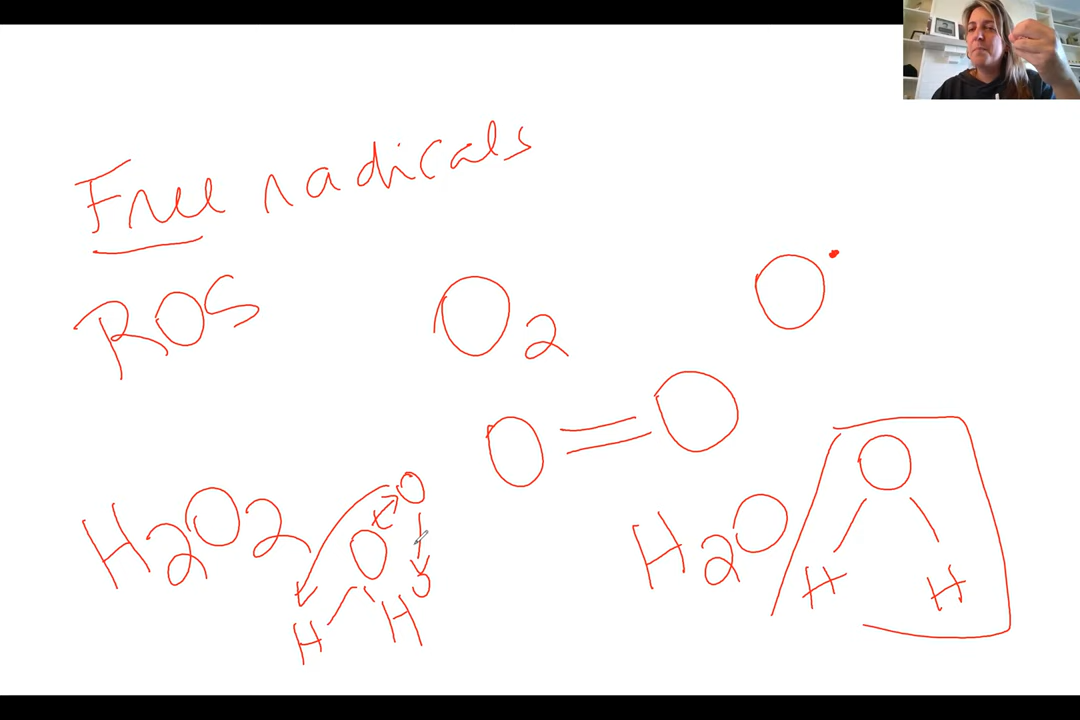 Free radicals
ROS
O2
O
O=O
H2O2
O
O
H H
H2O
O
H H